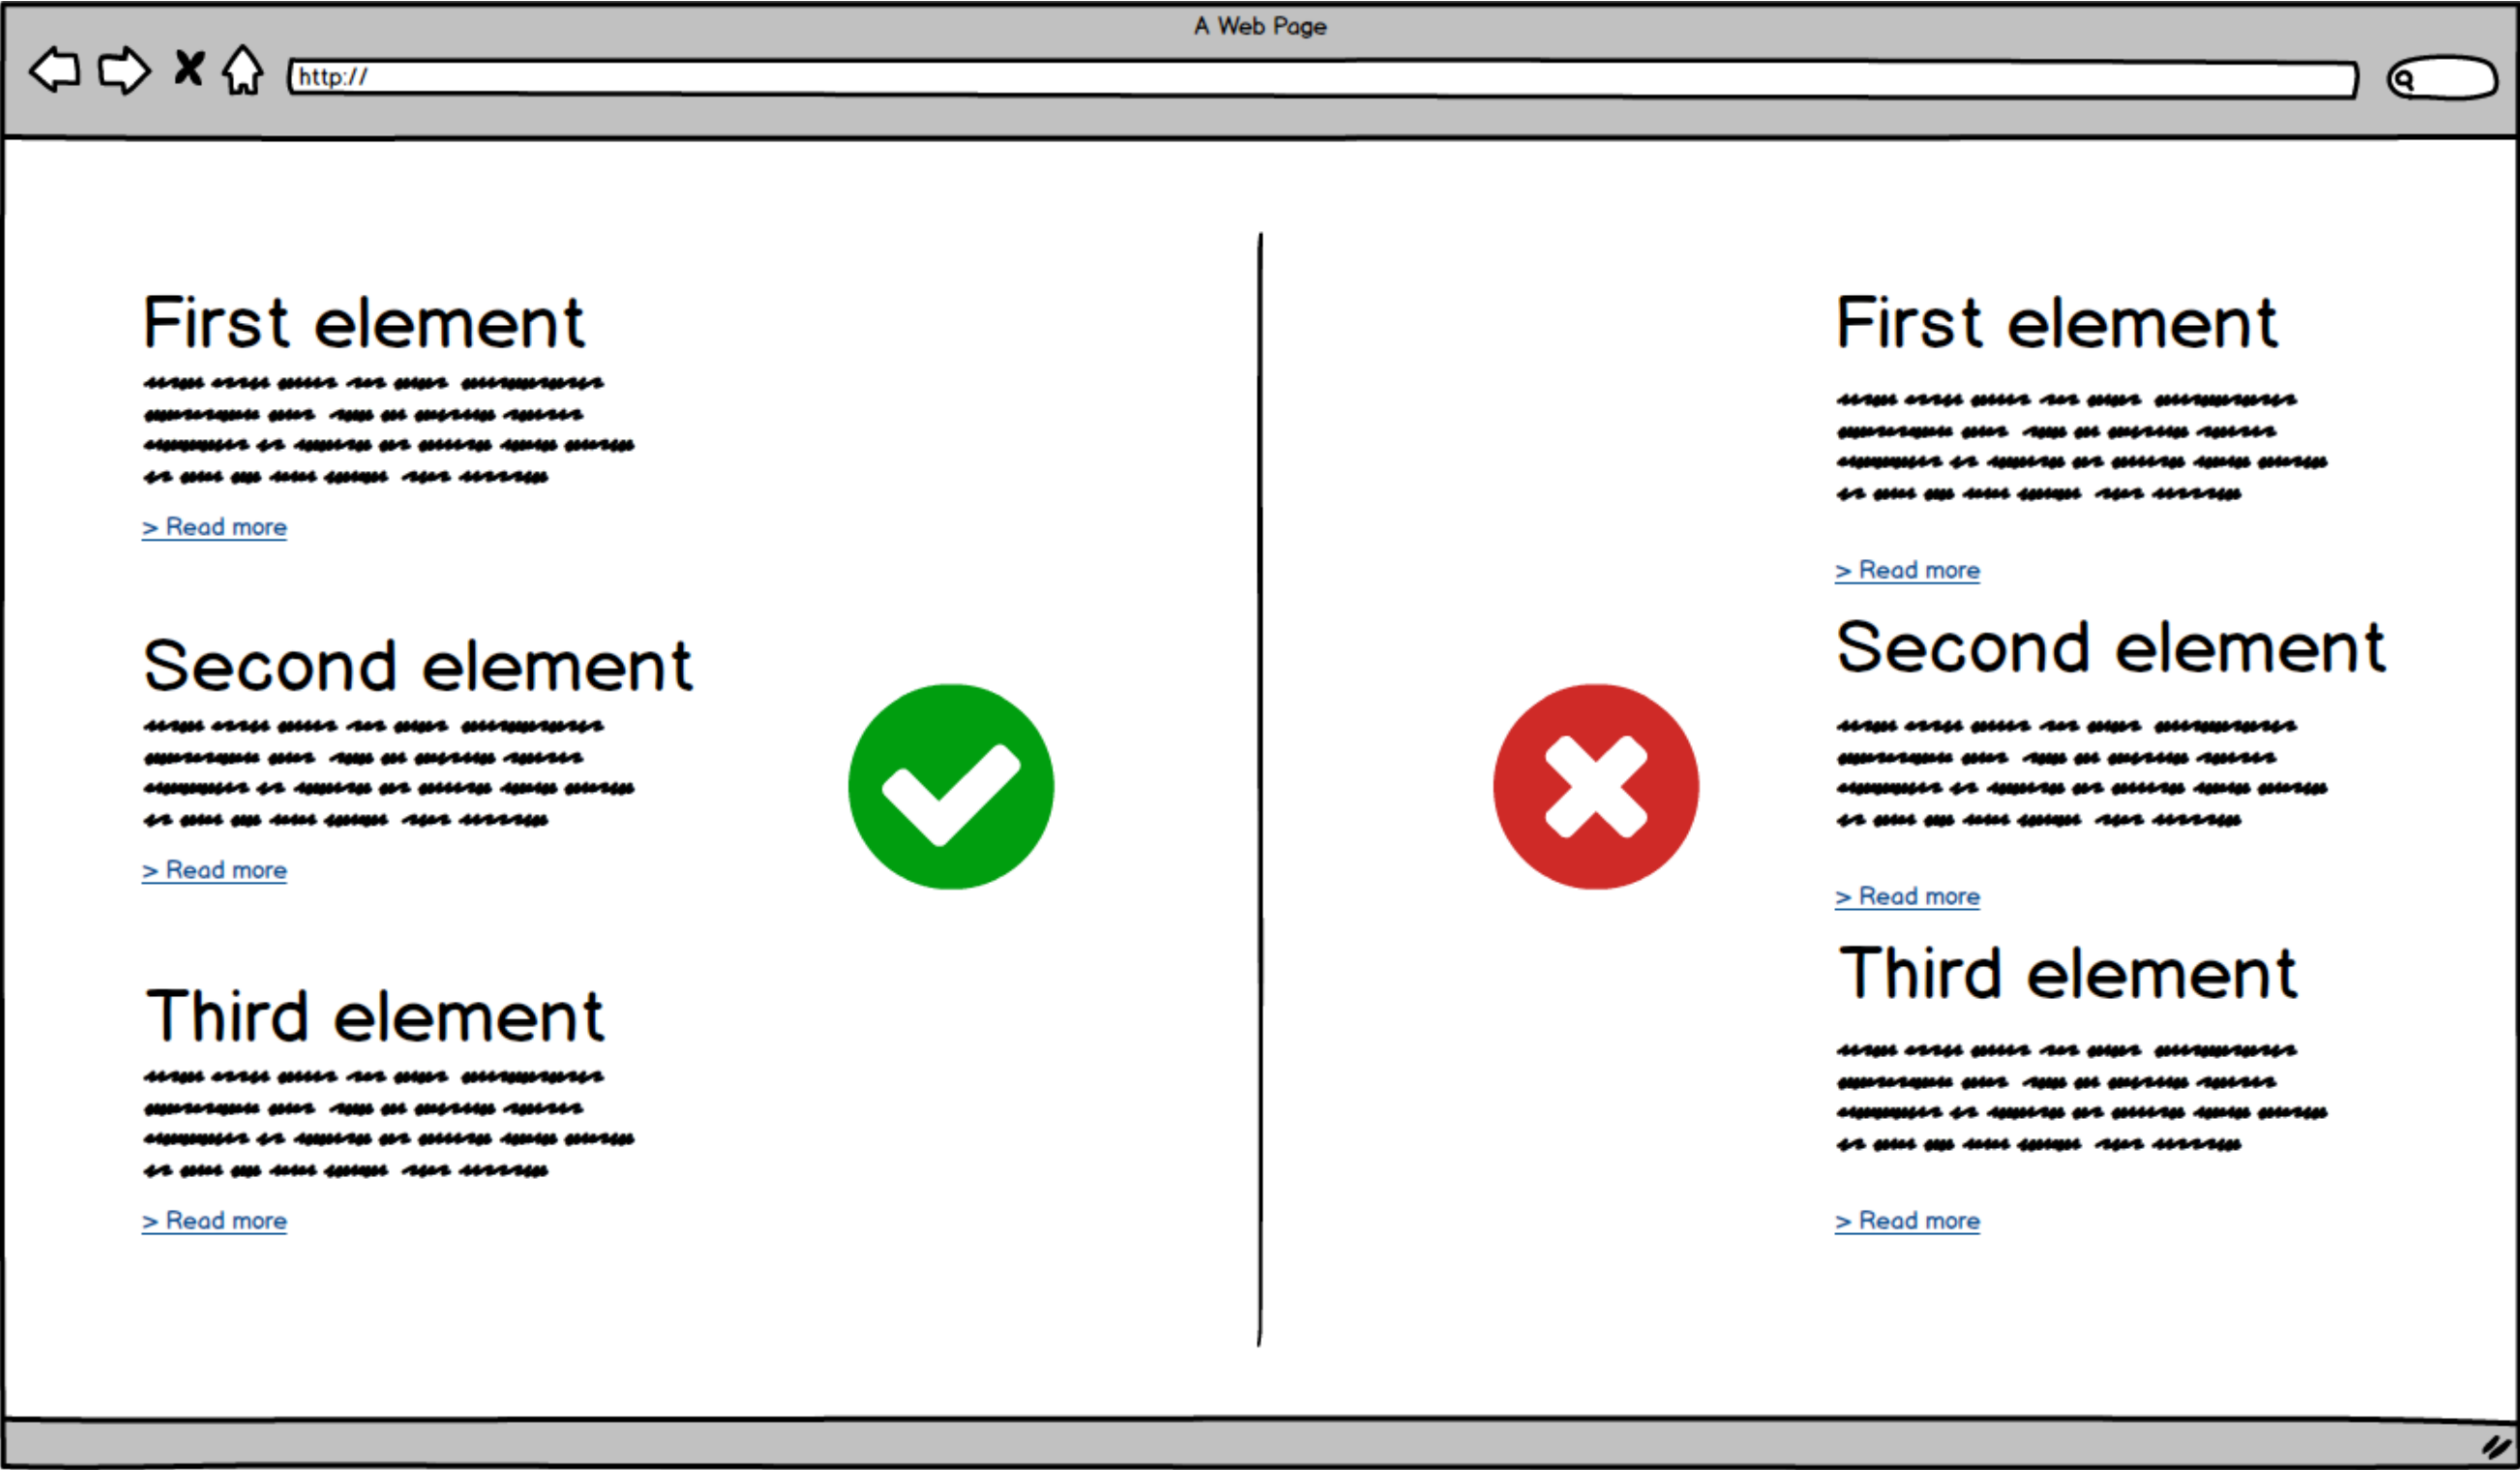 A Web Page
http://
First element
> Read more
Second element
> Read more
Third element
> Read more
First element
> Read more
Second element
> Read more
Third element
> Read more